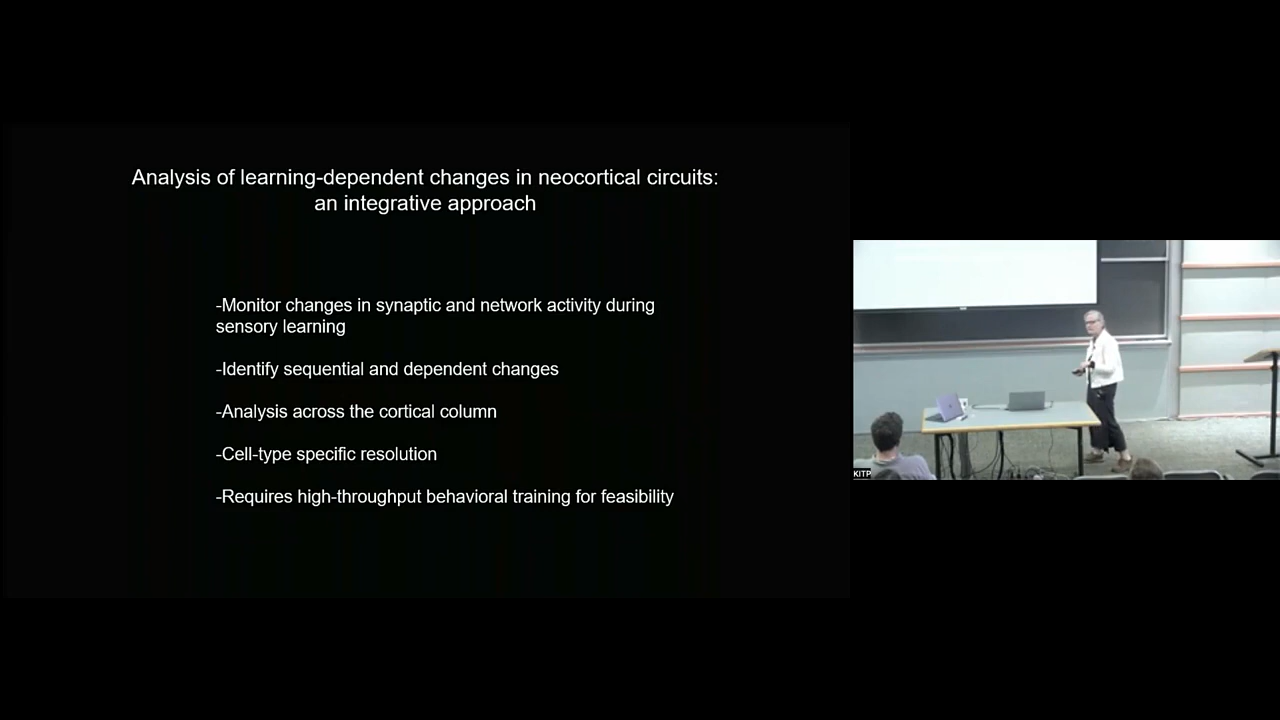 Analysis of learning-dependent changes in neocortical circuits:
an integrative approach
-Monitor changes in synaptic and network activity during
sensory learning
-Identify sequential and dependent changes
-Analysis across the cortical column
-Cell-type specific resolution
-Requires high-throughput behavioral training for feasibility
KITP